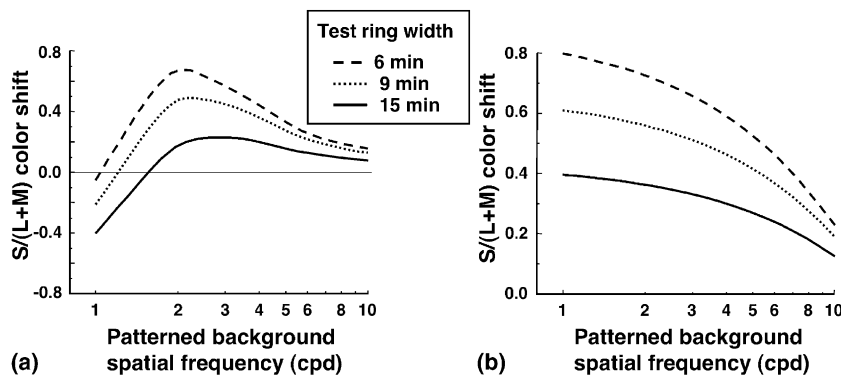 Test ring width
6 min
9 min
15 min
S/(L+M) color shift
0.8
0.4
0.0
-0.4
-0.8
1 2 3 4 5 6 8 10
Patterned background
spatial frequency (cpd)
(a)
S/(L+M) color shift
0.8
0.6
0.4
0.2
0.0
1 2 3 4 5 6 8 10
Patterned background
spatial frequency (cpd)
(b)